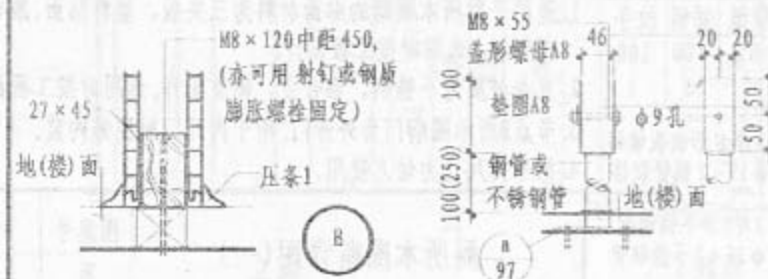 M8×120中距450,
(亦可用 射钉或钢质
膨胀螺栓固定)
27×45
地(楼)面
压条1
B
M8×55
盖形螺母A8
垫圈A8
46
20 20
100
φ9孔
50 50
钢管或
不锈钢管
地(楼)面
100(250)
a
97